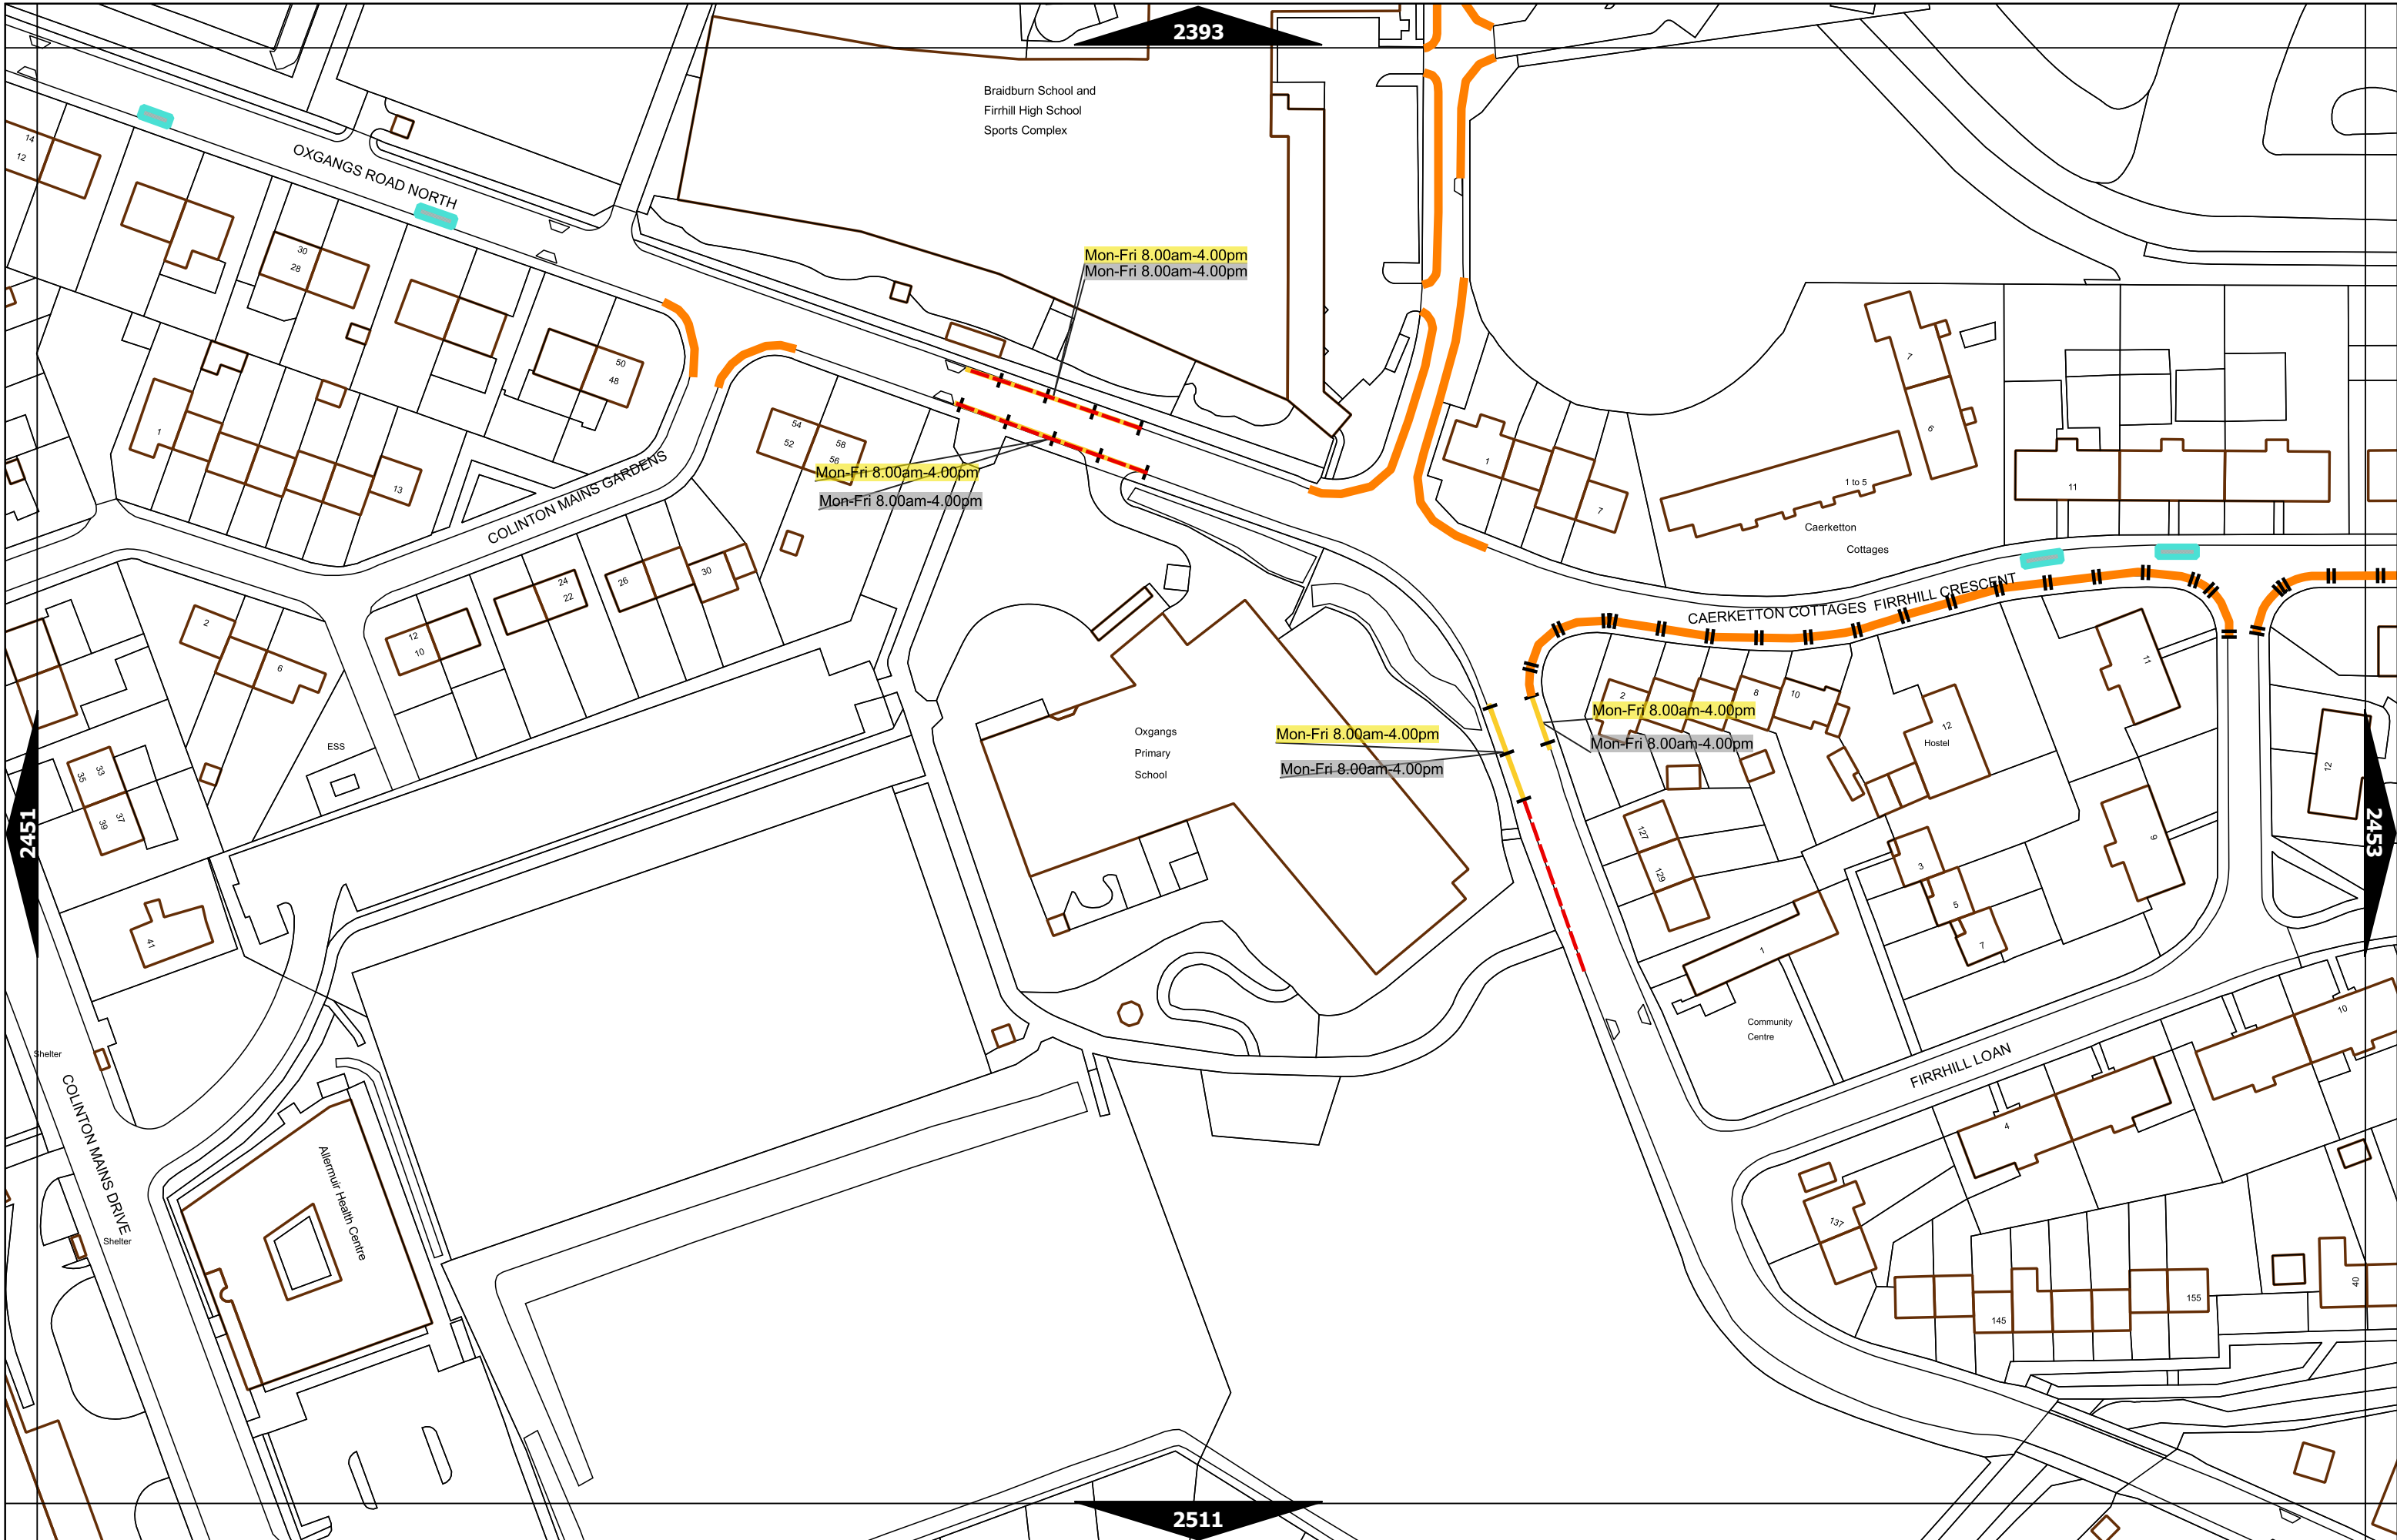 2393
Braidburn School and
Firrhill High School
Sports Complex
14
12
OXGANGS ROAD NORTH
30
28
Mon-Fri 8.00am-4.00pm
Mon-Fri 8.00am-4.00pm
50
48
7
6
1
13
54
52
58
56
Mon-Fri 8.00am-4.00pm
Mon-Fri 8.00am-4.00pm
COLINTON MAINS GARDENS
1
7
1 to 5
Caerketton
Cottages
11
24
22
26
30
12
10
2
6
CAERKETTON COTTAGES FIRRHILL CRESCENT
11
2
8
10
12
Hostel
Mon-Fri 8.00am-4.00pm
Mon-Fri 8.00am-4.00pm
Mon-Fri 8.00am-4.00pm
Mon-Fri 8.00am-4.00pm
Oxgangs
Primary
School
ESS
35
33
39
37
2451
12
2453
127
129
3
5
7
9
41
1
Community
Centre
10
FIRRHILL LOAN
4
Shelter
COLINTON MAINS DRIVE
Shelter
Allermuir Health Centre
137
145
155
40
2511